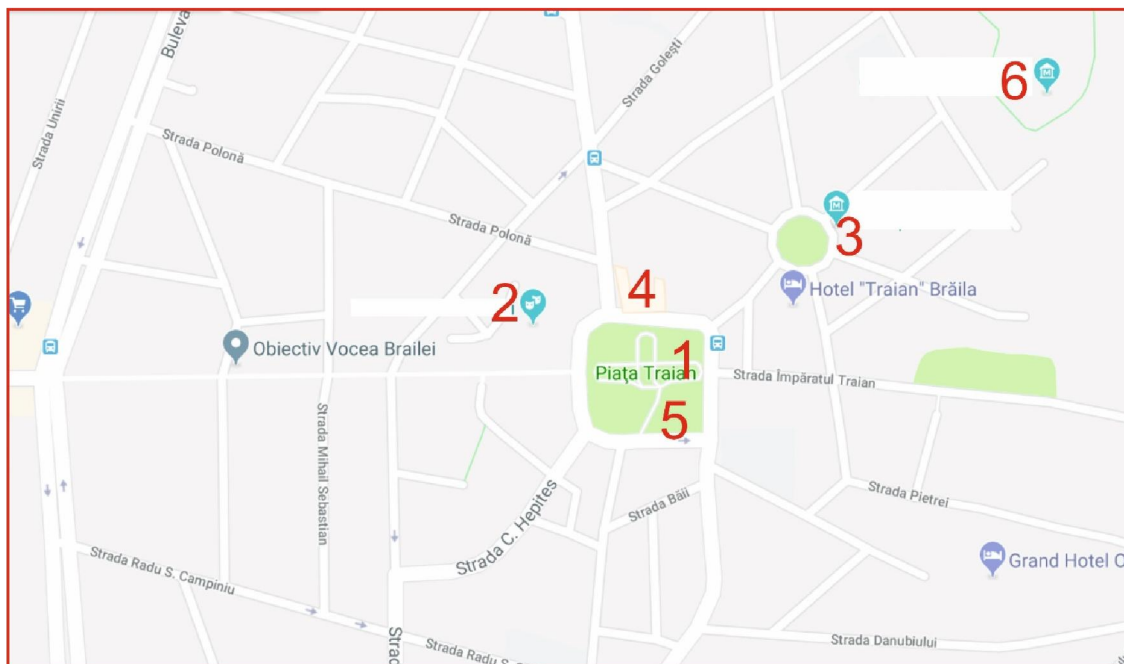 Buleva
Strada Unirii
Strada Golești
6
Strada Polonă
Strada Polonă
3
2
4
Hotel "Traian" Brăila
Obiectiv Vocea Brailei
1
Piața Traian
Strada Împăratul Traian
5
Strada Mihail Sebastian
Strada C. Hepites
Strada Băii
Strada Pietrei
Strada Radu S. Campiniu
Grand Hotel O
Strada Danubiului
Strad
Strada Radu S.